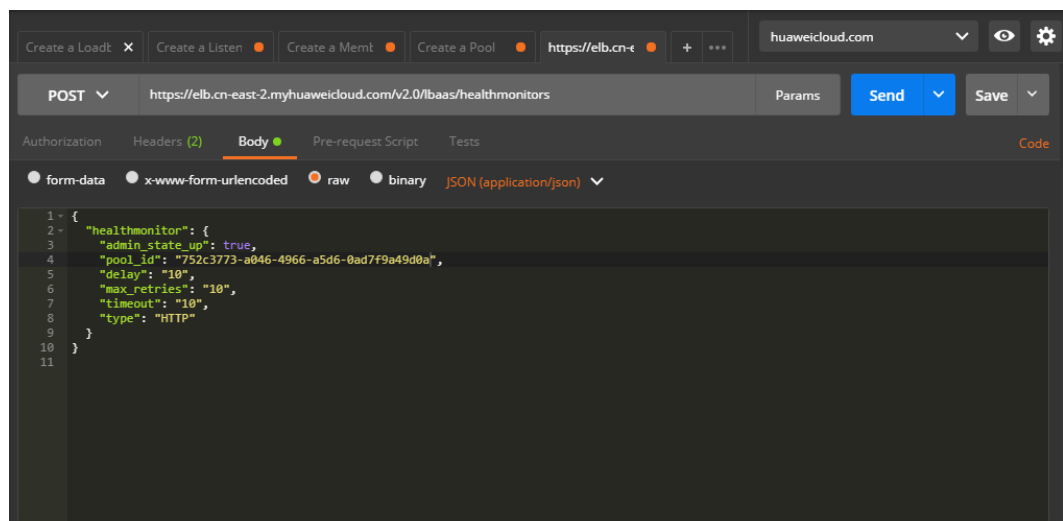 Create a Loadb
Create a Listen
Create a Memb
Create a Pool
https://elb.cn-e
huaweicloud.com
POST
https://elb.cn-east-2.myhuaweicloud.com/v2.0/lbaas/healthmonitors
Params
Send
Save
Authorization
Headers (2)
Body
Pre-request Script
Tests
Code
form-data
x-www-form-urlencoded
raw
binary
JSON (application/json)
1 {
2 "healthmonitor": {
3 "admin_state_up": true,
4 "pool_id": "752c3773-a046-4966-a5d6-0ad7f9a49d0a",
5 "delay": "10",
6 "max_retries": "10",
7 "timeout": "10",
8 "type": "HTTP"
9 }
10 }
11